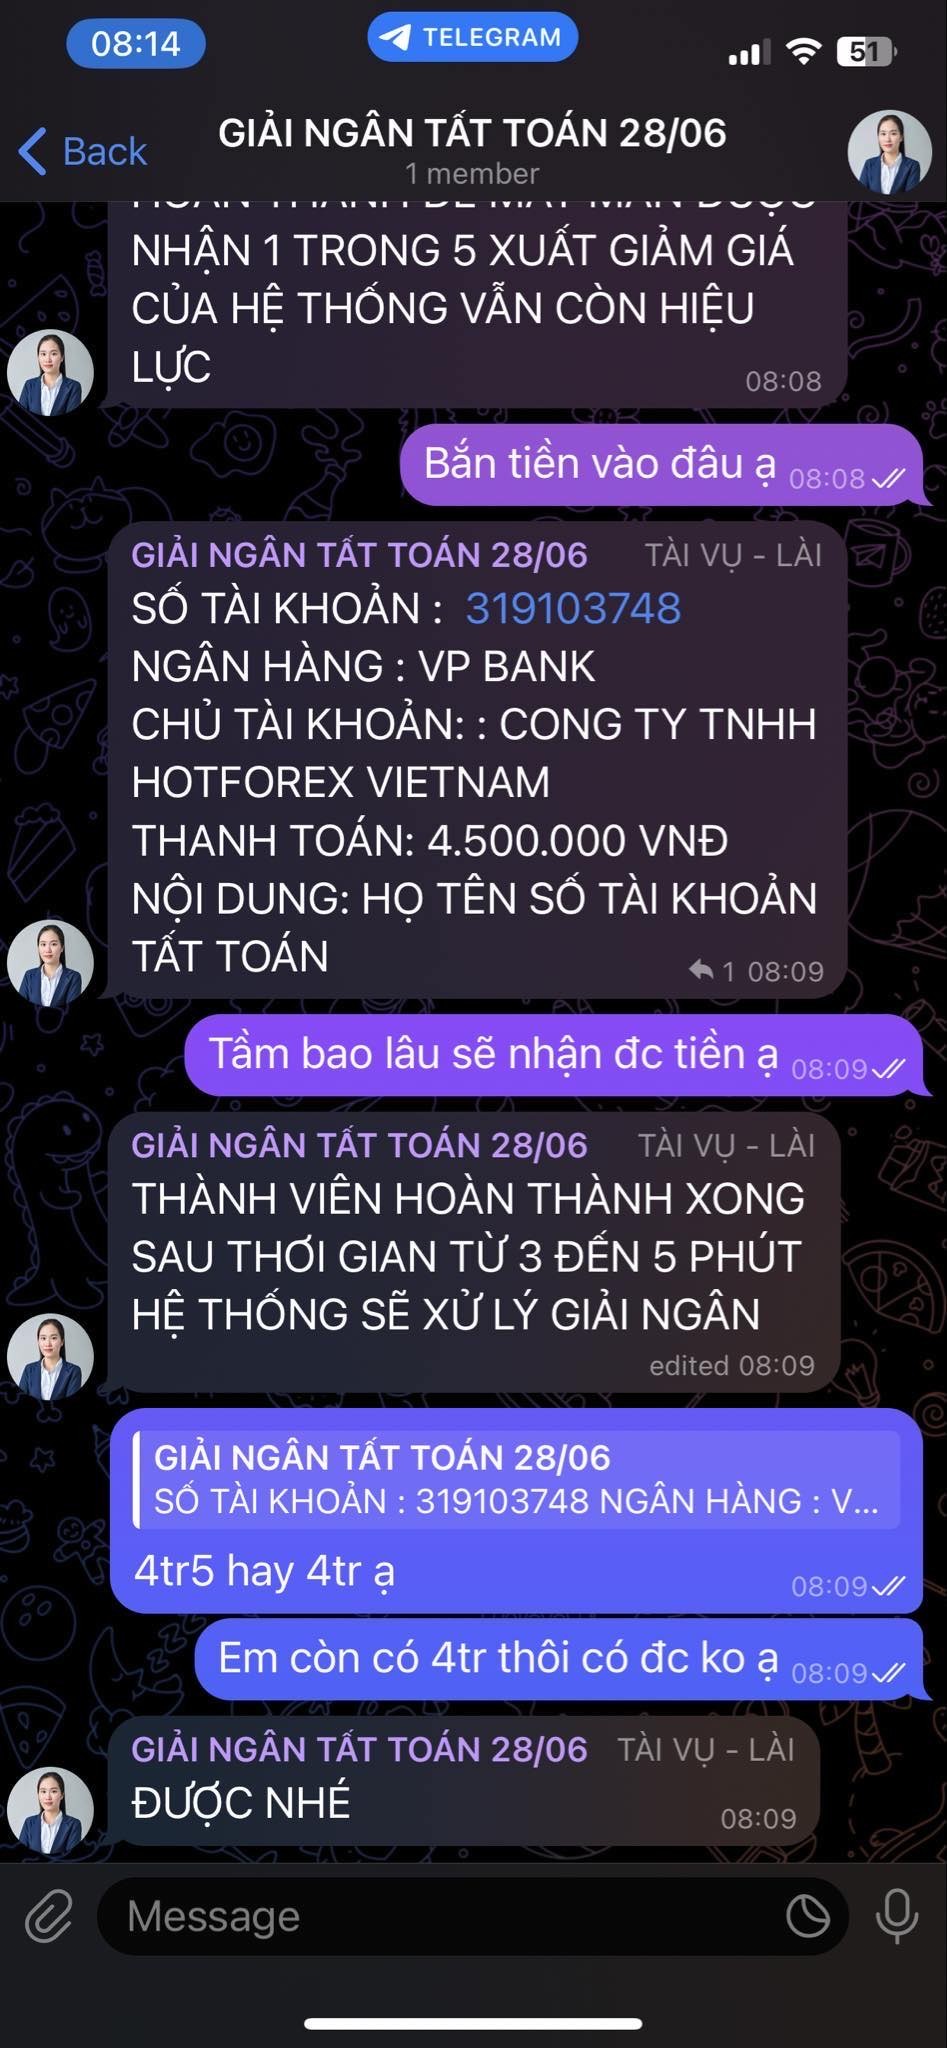 08:14
TELEGRAM
51
Back
GIẢI NGÂN TẤT TOÁN 28/06
1 member
HOÀN THÀNH ĐỂ MAY MẮN ĐƯỢC
NHẬN 1 TRONG 5 XUẤT GIẢM GIÁ
CỦA HỆ THỐNG VẪN CÒN HIỆU
LỰC
08:08
Bắn tiền vào đâu ạ 08:08
GIẢI NGÂN TẤT TOÁN 28/06 TÀI VỤ - LÀI
SỐ TÀI KHOẢN : 319103748
NGÂN HÀNG : VP BANK
CHỦ TÀI KHOẢN: : CONG TY TNHH
HOTFOREX VIETNAM
THANH TOÁN: 4.500.000 VNĐ
NỘI DUNG: HỌ TÊN SỐ TÀI KHOẢN
TẤT TOÁN
1 08:09
Tầm bao lâu sẽ nhận đc tiền ạ 08:09
GIẢI NGÂN TẤT TOÁN 28/06 TÀI VỤ - LÀI
THÀNH VIÊN HOÀN THÀNH XONG
SAU THƠI GIAN TỪ 3 ĐẾN 5 PHÚT
HỆ THỐNG SẼ XỬ LÝ GIẢI NGÂN
edited 08:09
GIẢI NGÂN TẤT TOÁN 28/06
SỐ TÀI KHOẢN : 319103748 NGÂN HÀNG : V...
4tr5 hay 4tr ạ 08:09
Em còn có 4tr thôi có đc ko ạ 08:09
GIẢI NGÂN TẤT TOÁN 28/06 TÀI VỤ - LÀI
ĐƯỢC NHÉ
08:09
Message